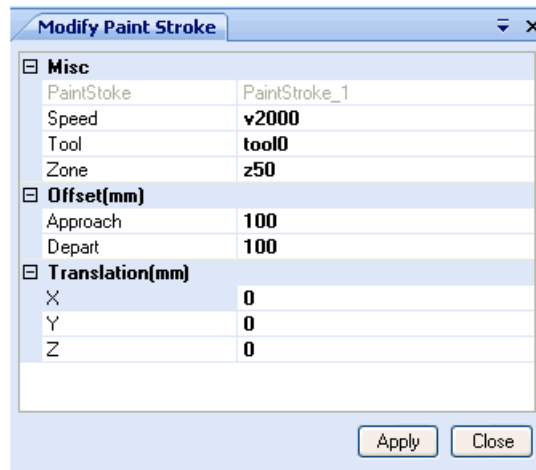 Modify Paint Stroke
Misc
PaintStoke PaintStroke_1
Speed v2000
Tool tool0
Zone z50
Offset(mm)
Approach 100
Depart 100
Translation(mm)
X 0
Y 0
Z 0
Apply Close